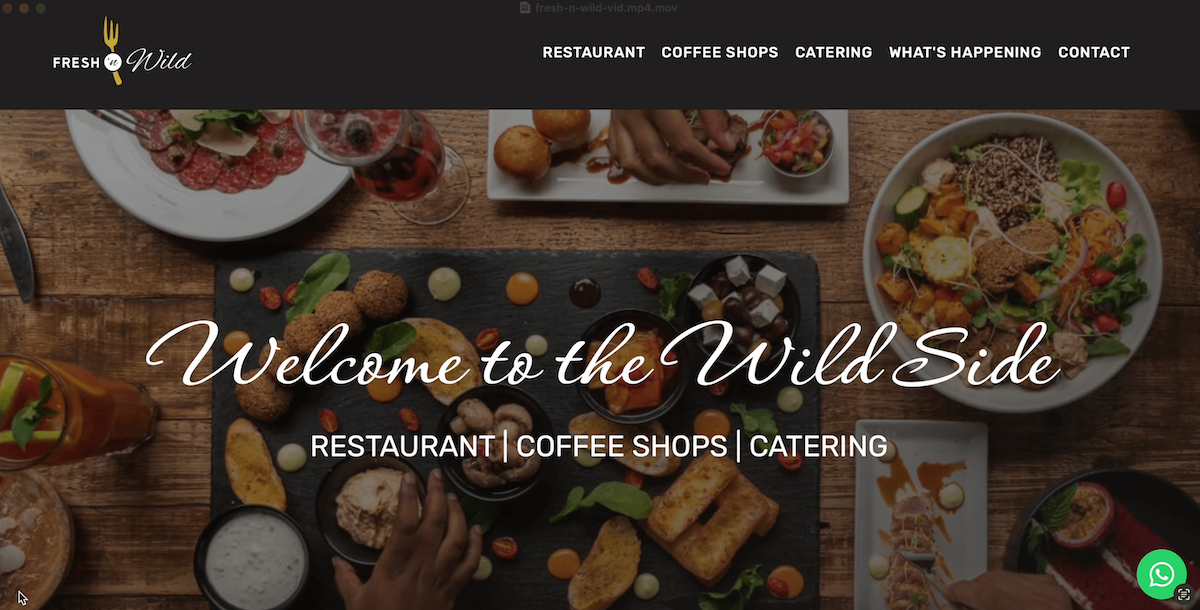 fresh-n-wild-vid.mp4.mov
FRESH 'n' Wild
RESTAURANT COFFEE SHOPS CATERING WHAT'S HAPPENING CONTACT
Welcome to the Wild Side
RESTAURANT | COFFEE SHOPS | CATERING